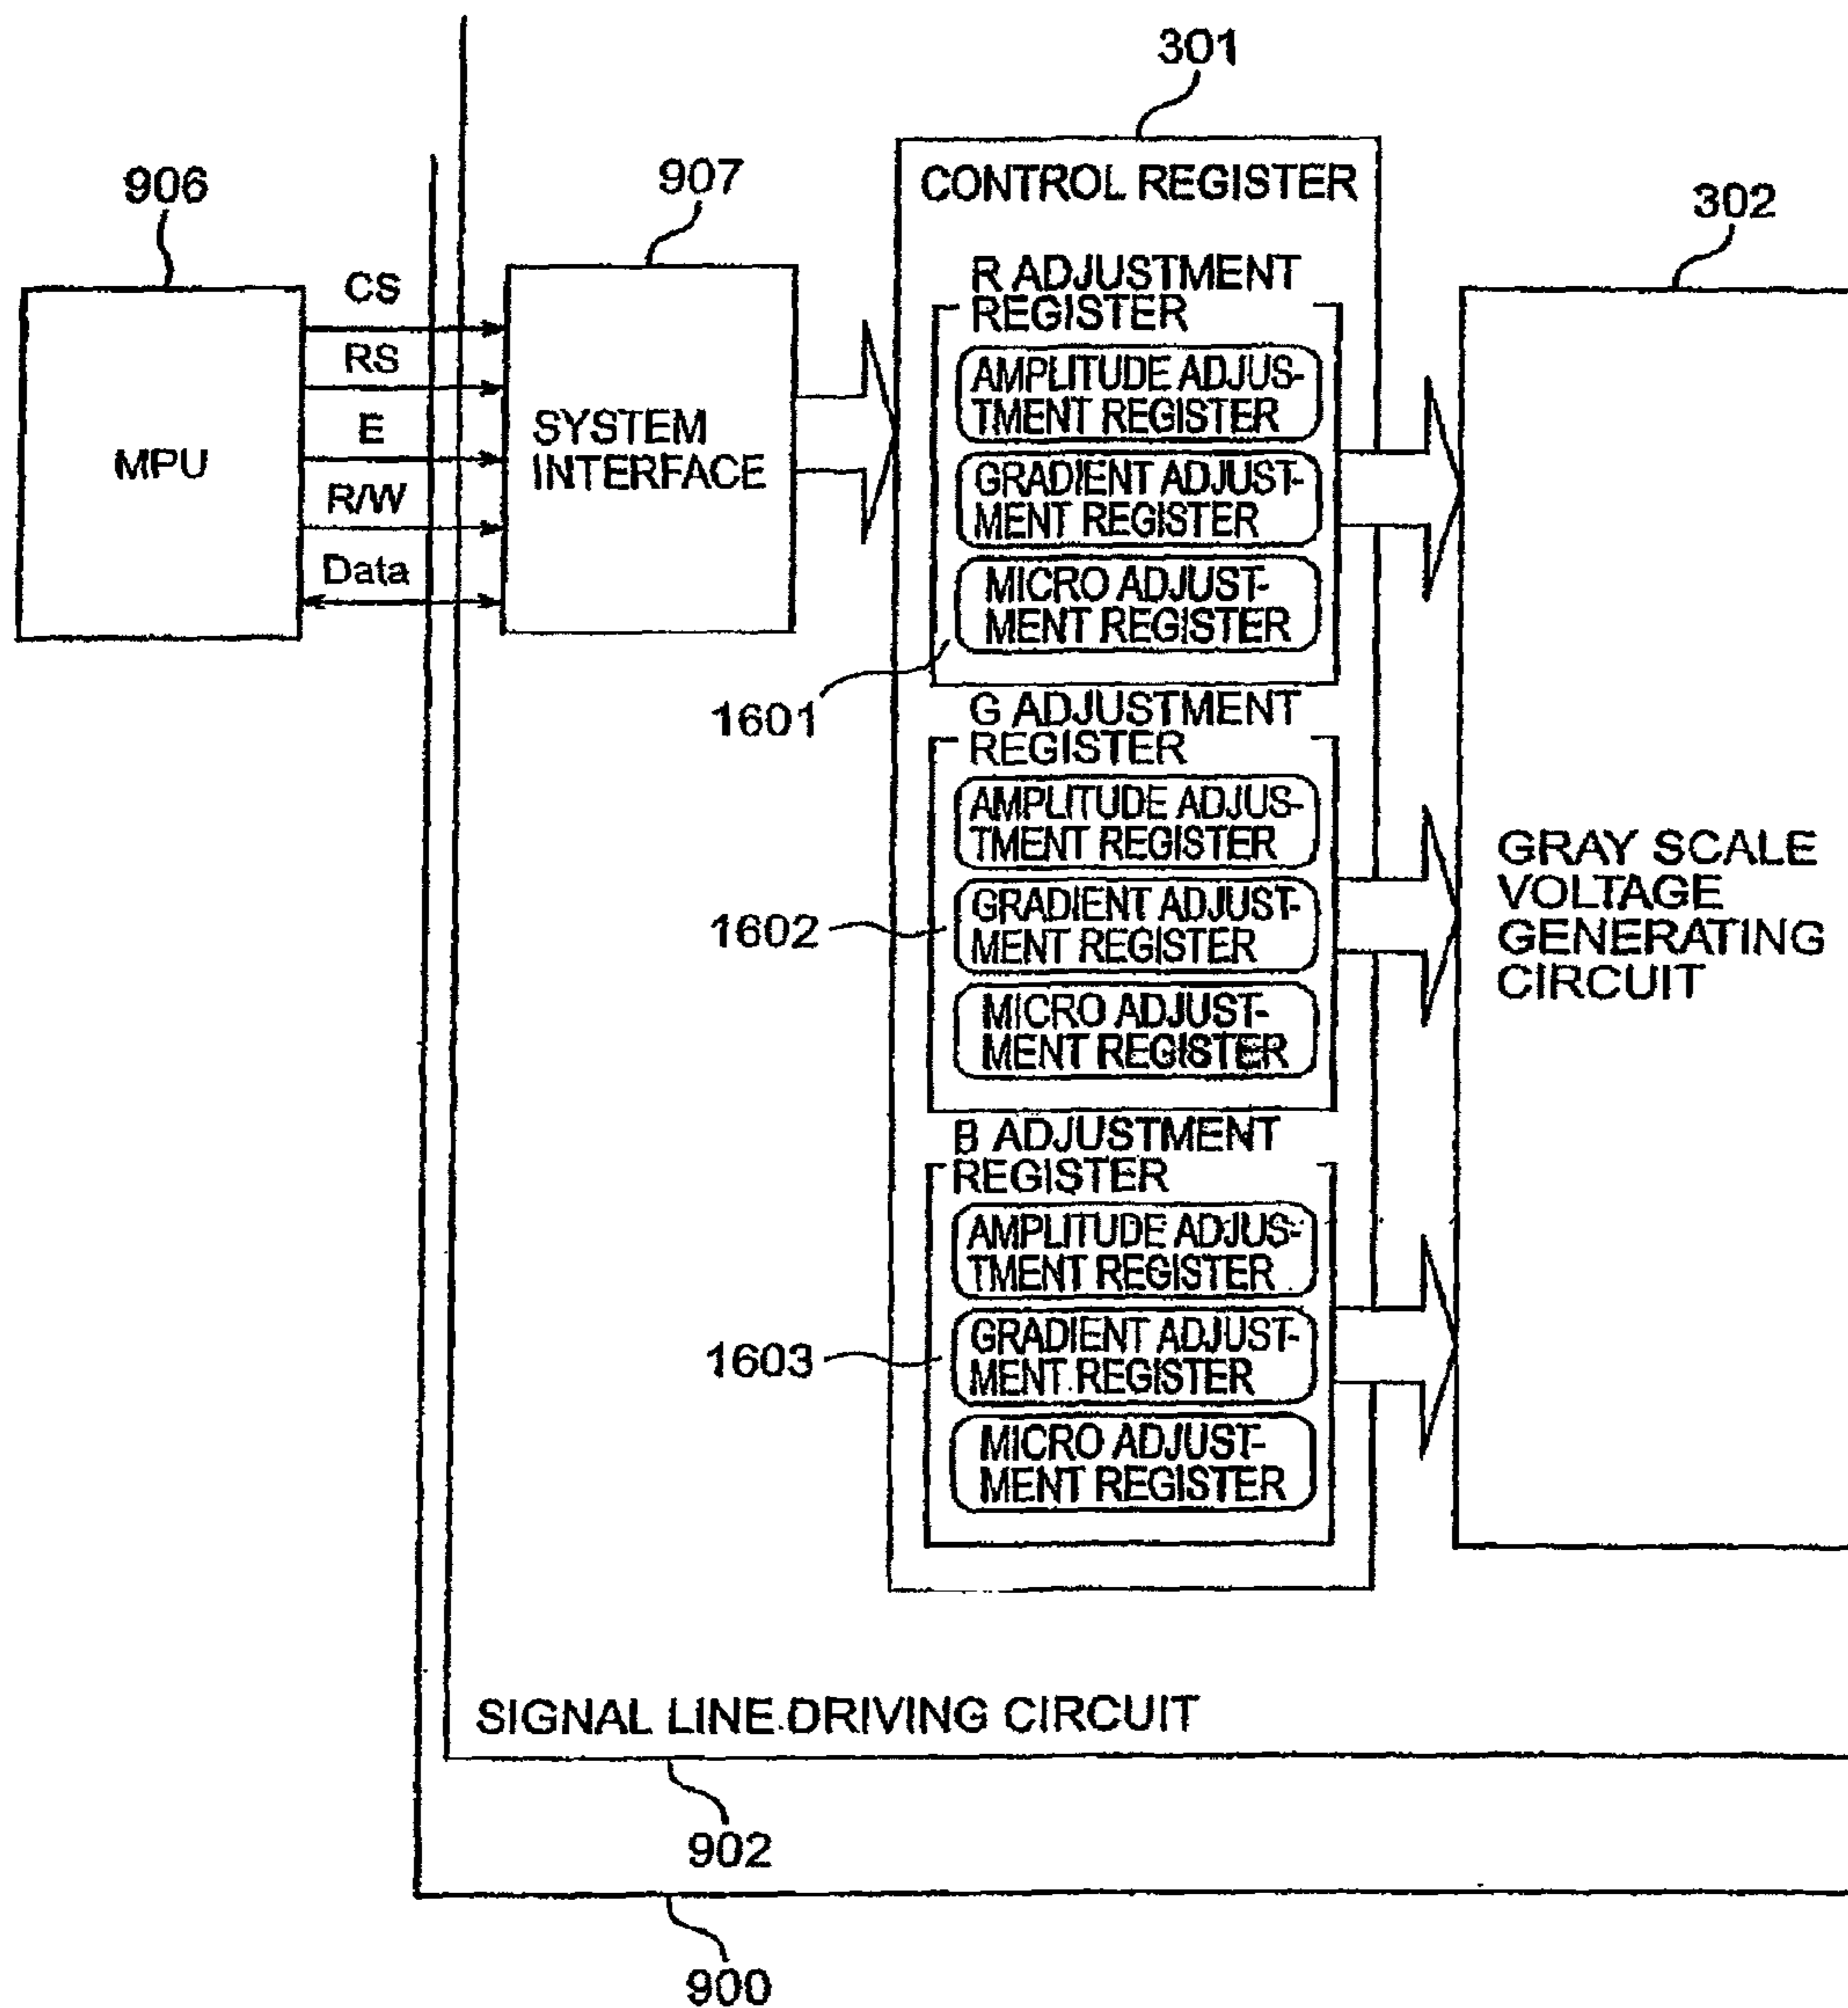 301
CONTROL REGISTER
906
907
302
CS
RS
E
R/W
Data
MPU
SYSTEM
INTERFACE
R ADJUSTMENT
REGISTER
AMPLITUDE ADJUS-
TMENT REGISTER
GRADIENT ADJUST-
MENT REGISTER
MICRO ADJUST-
MENT REGISTER
1601
G ADJUSTMENT
REGISTER
AMPLITUDE ADJUS-
TMENT REGISTER
1602
GRADIENT ADJUST-
MENT REGISTER
MICRO ADJUST-
MENT REGISTER
B ADJUSTMENT
REGISTER
AMPLITUDE ADJUS-
TMENT REGISTER
1603
GRADIENT ADJUST-
MENT REGISTER
MICRO ADJUST-
MENT REGISTER
GRAY SCALE
VOLTAGE
GENERATING
CIRCUIT
SIGNAL LINE DRIVING CIRCUIT
902
900